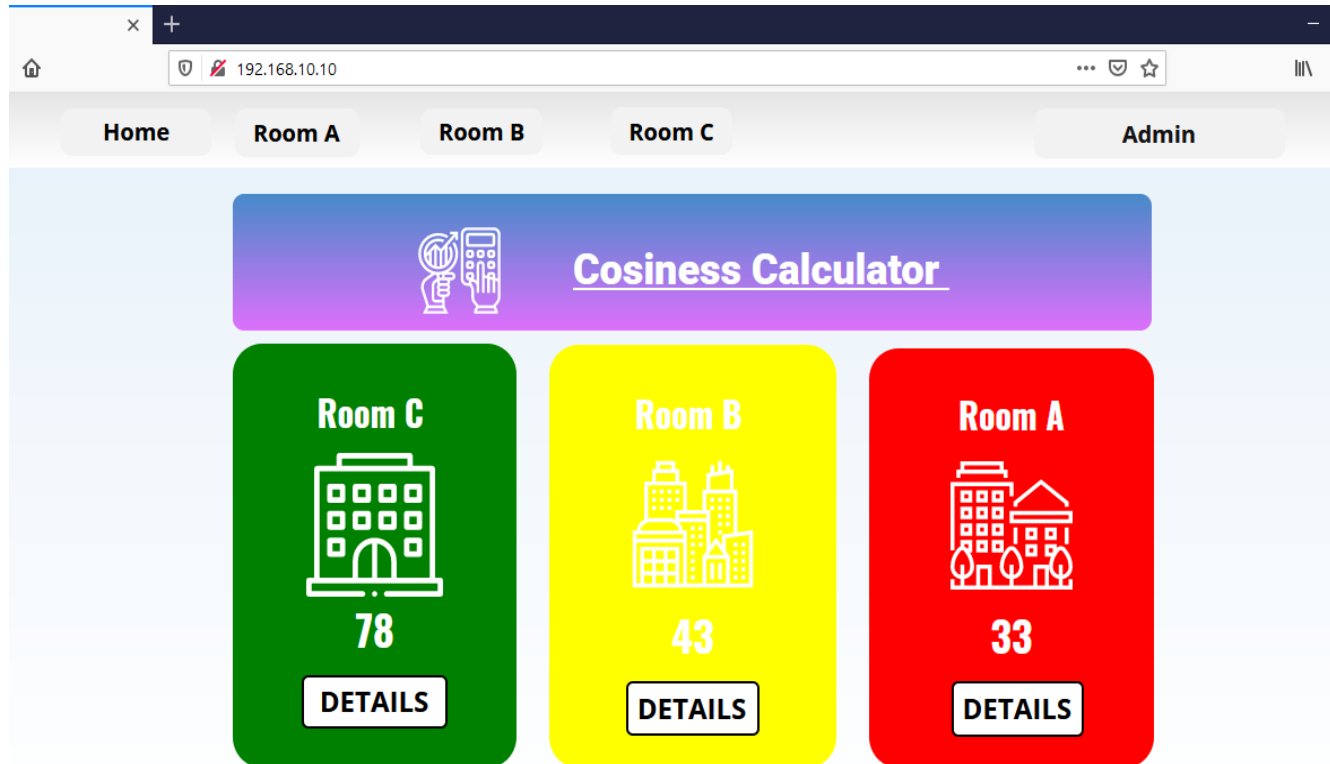 192.168.10.10
Home Room A Room B Room C Admin
Cosiness Calculator
Room C Room B Room A
78 43 33
DETAILS DETAILS DETAILS